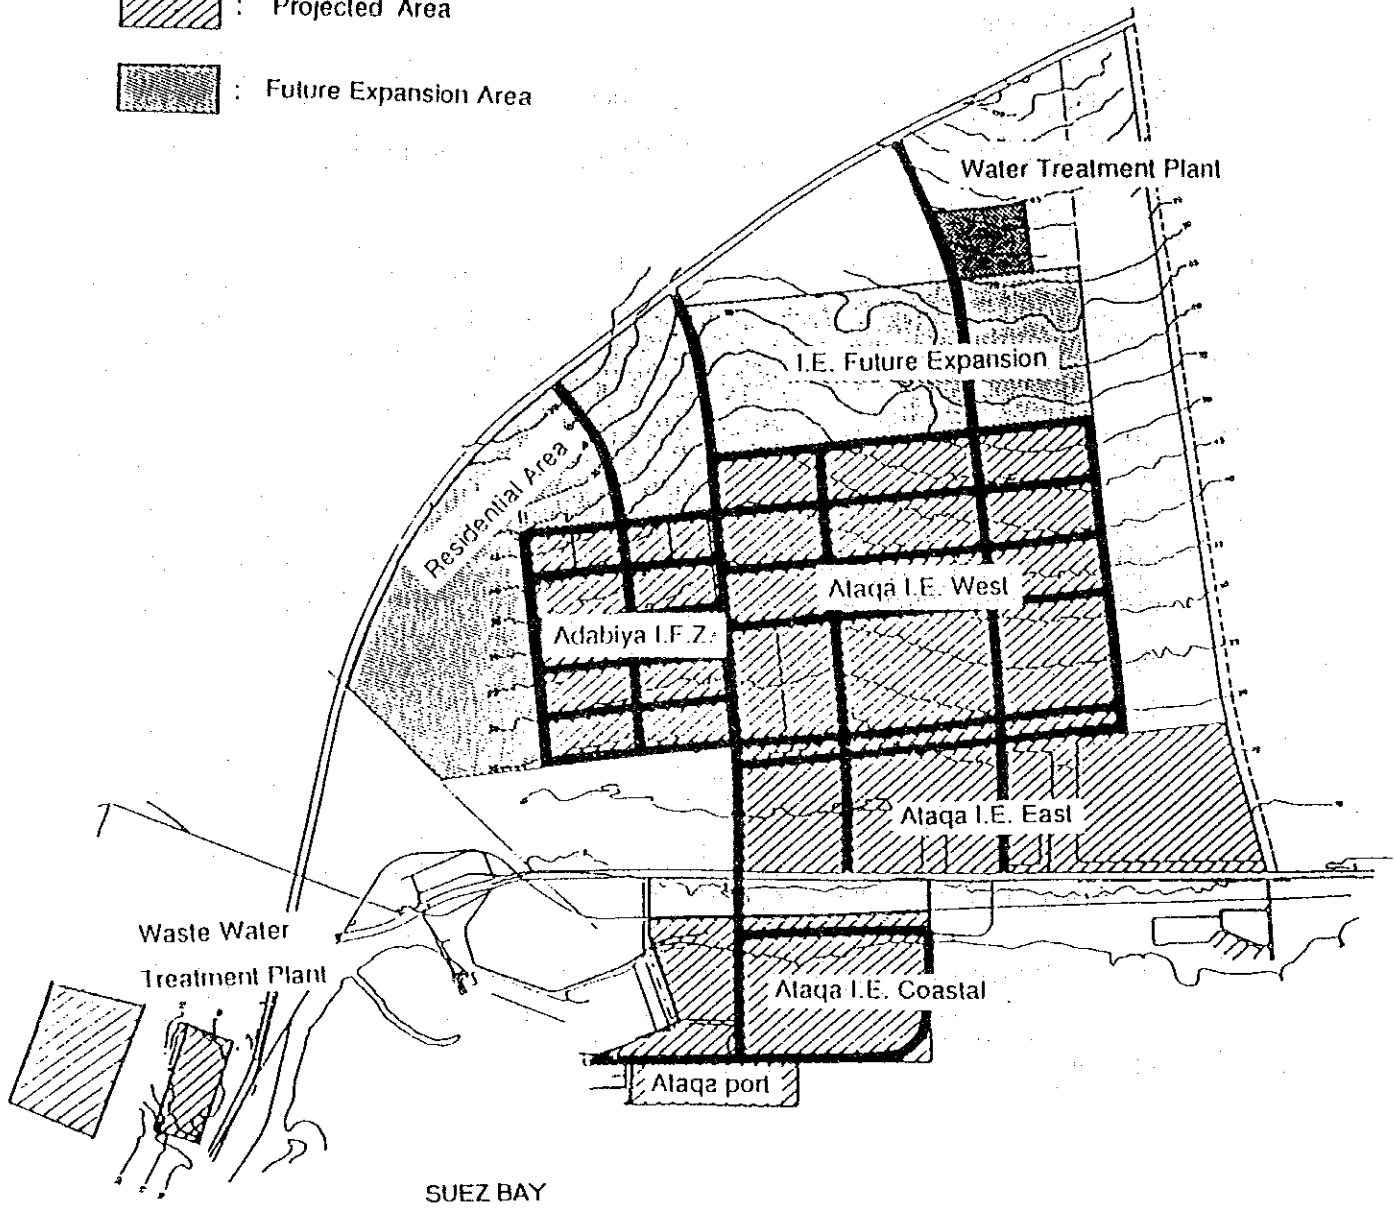 : Projected Area
: Future Expansion Area
Water Treatment Plant
I.E. Future Expansion
Residential Area
Ataqa I.E. West
Adabiya I.F.Z.
Ataqa I.E. East
Waste Water
Treatment Plant
Ataqa I.E. Coastal
Ataqa port
SUEZ BAY